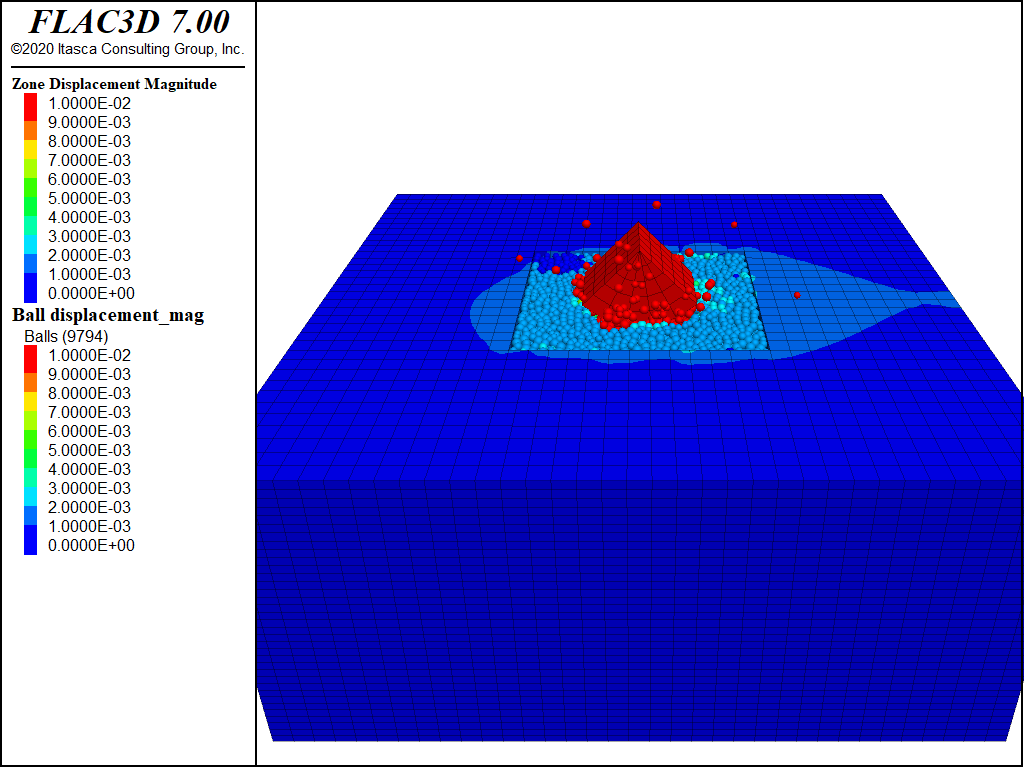 FLAC3D 7.00
©2020 Itasca Consulting Group, Inc.
Zone Displacement Magnitude
1.0000E-02
9.0000E-03
8.0000E-03
7.0000E-03
6.0000E-03
5.0000E-03
4.0000E-03
3.0000E-03
2.0000E-03
1.0000E-03
0.0000E+00
Ball displacement_mag
Balls (9794)
1.0000E-02
9.0000E-03
8.0000E-03
7.0000E-03
6.0000E-03
5.0000E-03
4.0000E-03
3.0000E-03
2.0000E-03
1.0000E-03
0.0000E+00